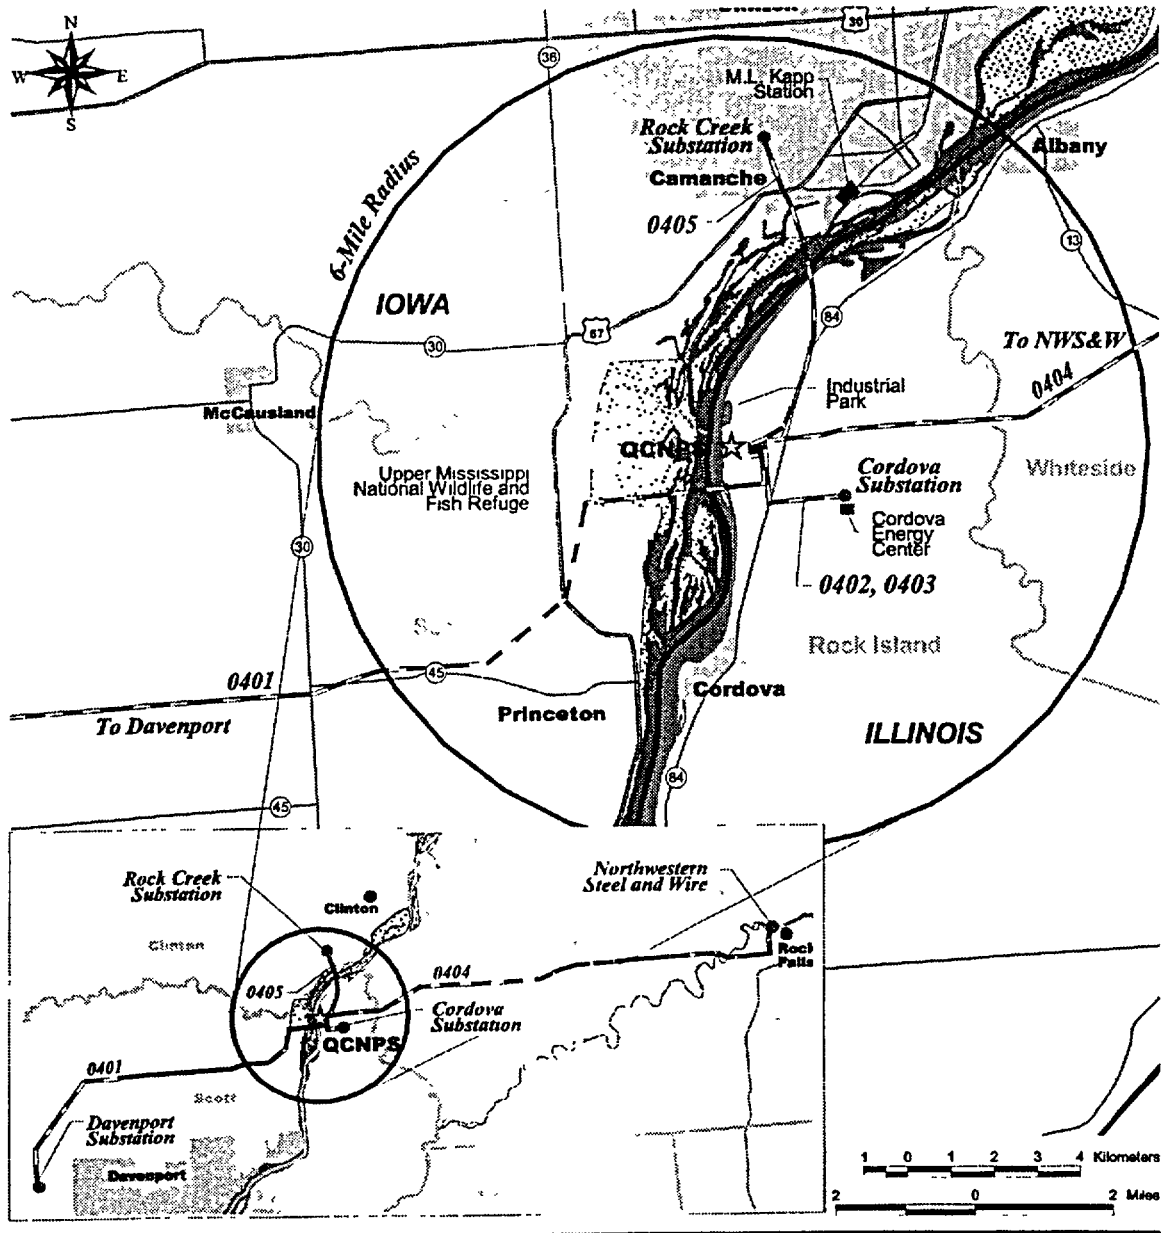 N
W E
S
36
30
M.L. Kapp
Station
Rock Creek
Substation
Camanche
Albany
0405
13
6-Mile Radius
IOWA
67
30
84
To NWS&W
0404
Industrial
Park
McCausland
QCNPS
Upper Mississippi
National Wildlife and
Fish Refuge
Cordova
Substation
Whiteside
Cordova
Energy
Center
30
0402, 0403
Rock Island
0401
45
To Davenport
Princeton
Cordova
ILLINOIS
84
45
Rock Creek
Substation
Clinton
Northwestern
Steel and Wire
Clinton
Rock
Falls
0404
0405
Cordova
Substation
QCNPS
0401
Scott
Davenport
Substation
Davenport
1 0 1 2 3 4 Kilometers
2 0 2 Miles